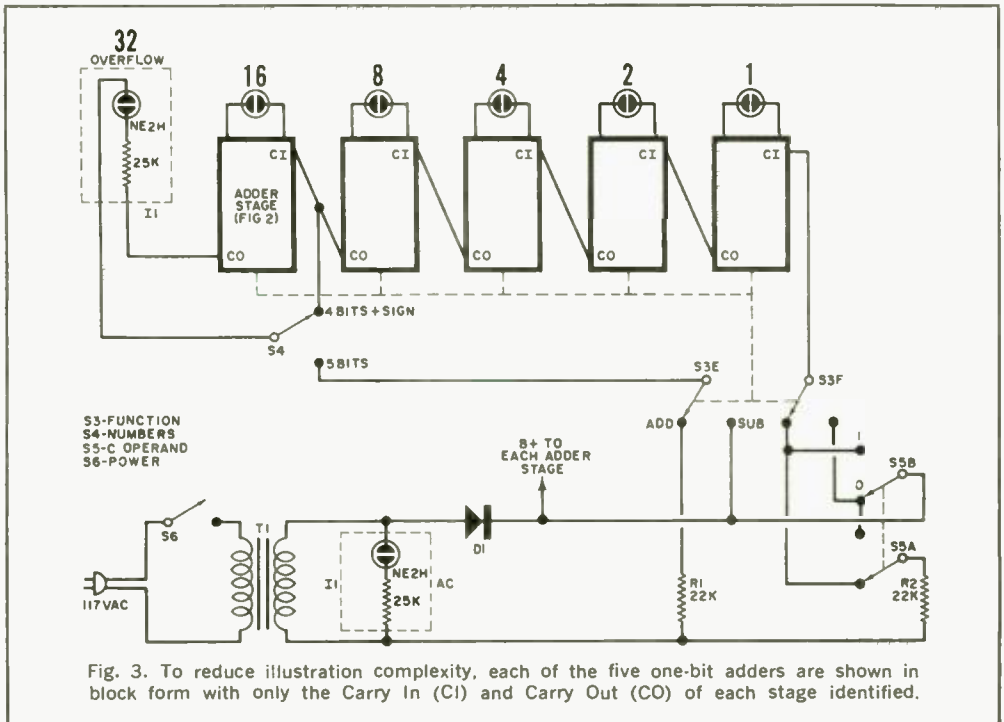 32
OVERFLOW
16
8
4
2
1
NE2H
25K
I1
CI
CI
CI
CI
CI
ADDER
STAGE
(FIG 2)
CO
CO
CO
CO
CO
4BITS+SIGN
S4
5BITS
S3E
S3F
S3-FUNCTION
S4-NUMBERS
S5-C OPERAND
S6-POWER
ADD
SUB
B+ TO
EACH ADDER
STAGE
1
0
S5B
S6
T1
D1
I1
NE2H
AC
25K
R1
22K
S5A
R2
22K
117VAC
Fig. 3. To reduce illustration complexity, each of the five one-bit adders are shown in
block form with only the Carry In (CI) and Carry Out (CO) of each stage identified.